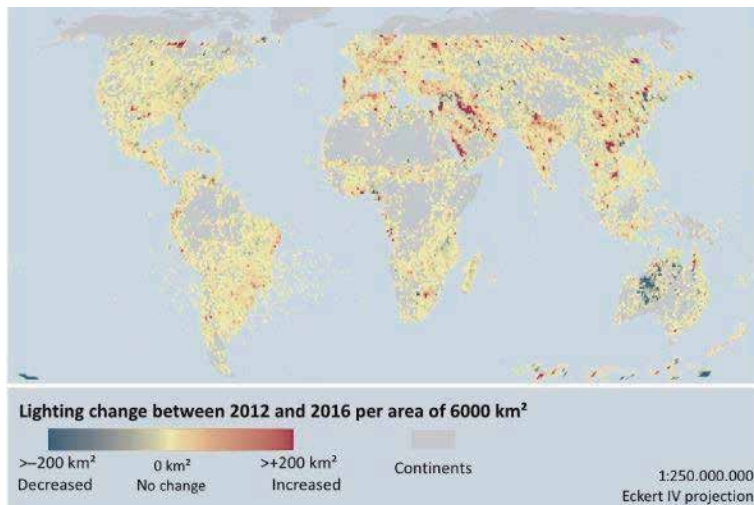 Lighting change between 2012 and 2016 per area of 6000 km²
>−200 km² 0 km² >+200 km²
Decreased No change Increased
Continents
1:250.000.000
Eckert IV projection